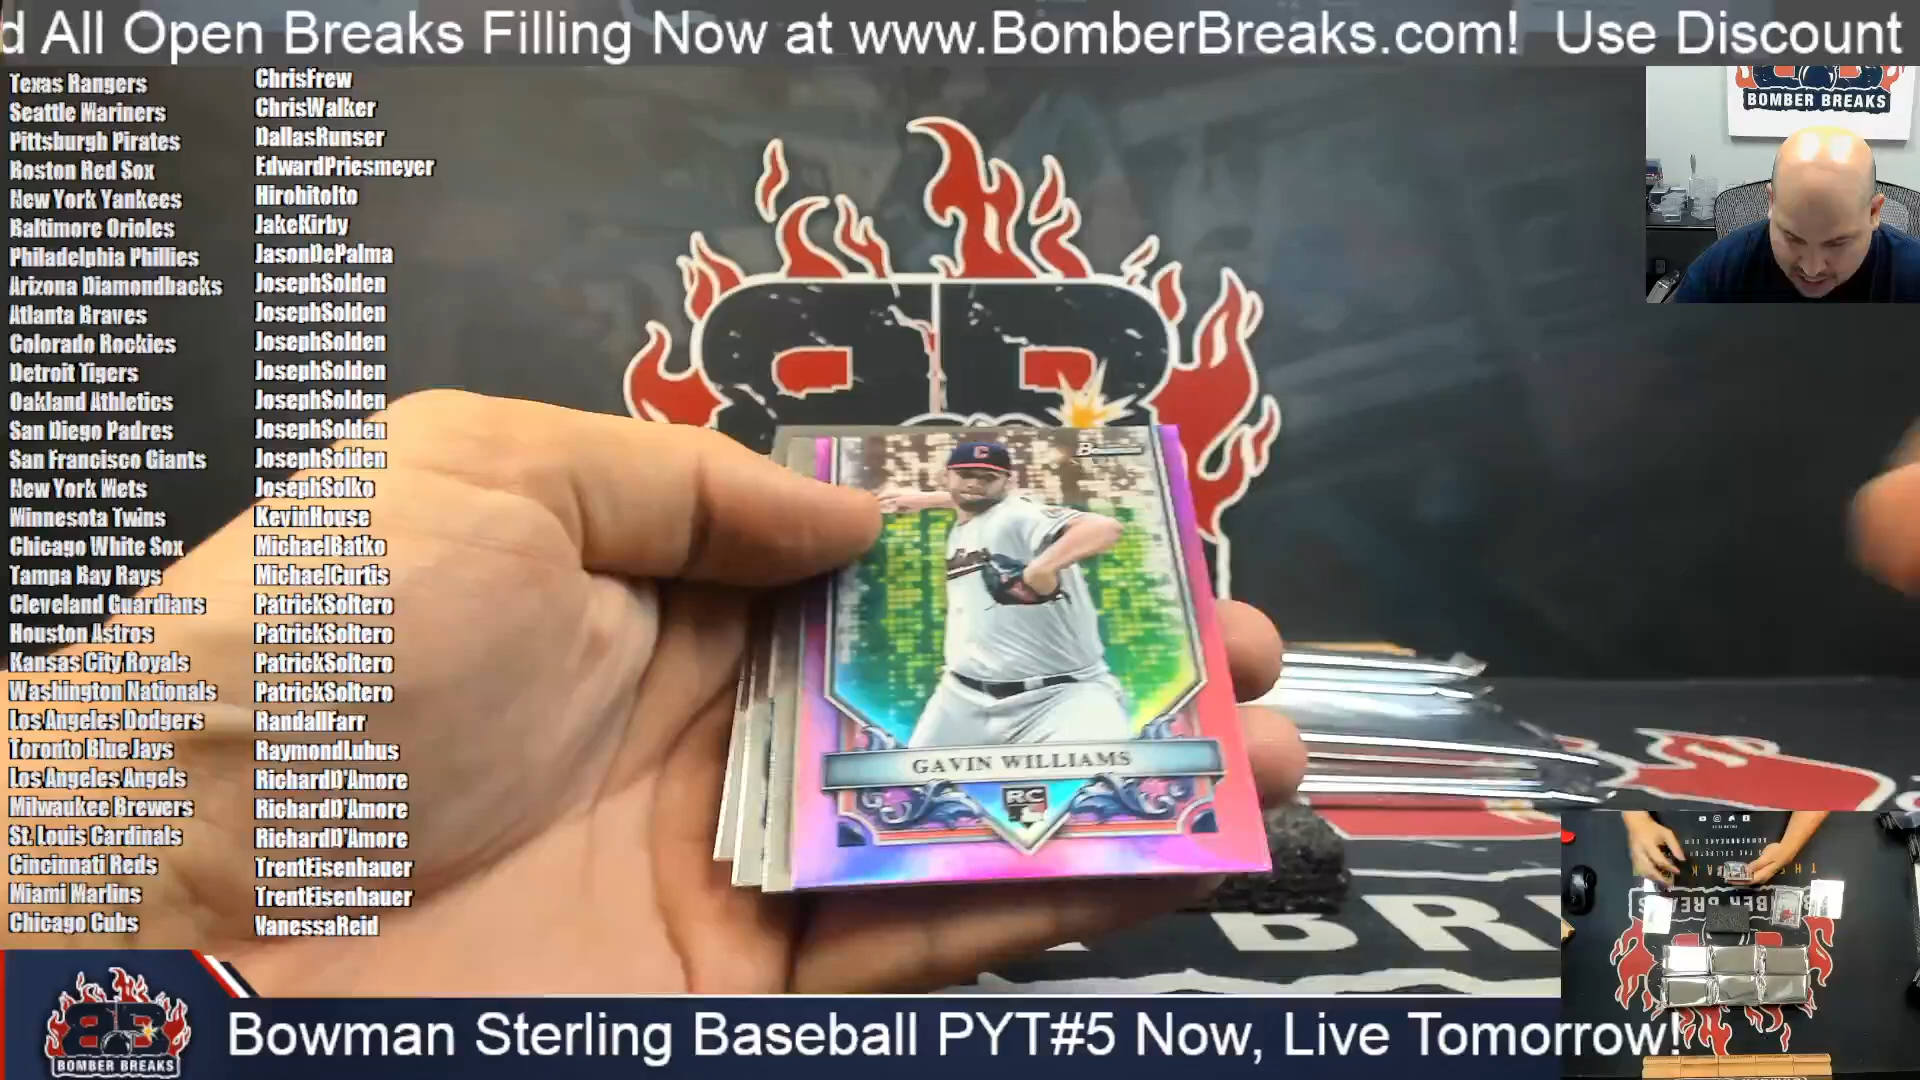 d All Open Breaks Filling Now at www.BomberBreaks.com! Use Discount
Texas Rangers ChrisFrew
Seattle Mariners ChrisWalker
Pittsburgh Pirates DallasRunser
Boston Red Sox EdwardPriesmeyer
New York Yankees HirohitoIto
Baltimore Orioles JakeKirby
Philadelphia Phillies JasonDePalma
Arizona Diamondbacks JosephSolden
Atlanta Braves JosephSolden
Colorado Rockies JosephSolden
Detroit Tigers JosephSolden
Oakland Athletics JosephSolden
San Diego Padres JosephSolden
San Francisco Giants JosephSolden
New York Mets JosephSolko
Minnesota Twins KevinHouse
Chicago White Sox MichaelBatko
Tampa Bay Rays MichaelCurtis
Cleveland Guardians PatrickSoltero
Houston Astros PatrickSoltero
Kansas City Royals PatrickSoltero
Washington Nationals PatrickSoltero
Los Angeles Dodgers RandallFarr
Toronto Blue Jays RaymondLubus
Los Angeles Angels RichardD'Amore
Milwaukee Brewers RichardD'Amore
St. Louis Cardinals RichardD'Amore
Cincinnati Reds TrentEisenhauer
Miami Marlins TrentEisenhauer
Chicago Cubs VanessaReid
BOMBER BREAKS
C
Bowman
GAVIN WILLIAMS
RC
BR
BOMBER BREAKS
Bowman Sterling Baseball PYT#5 Now, Live Tomorrow!